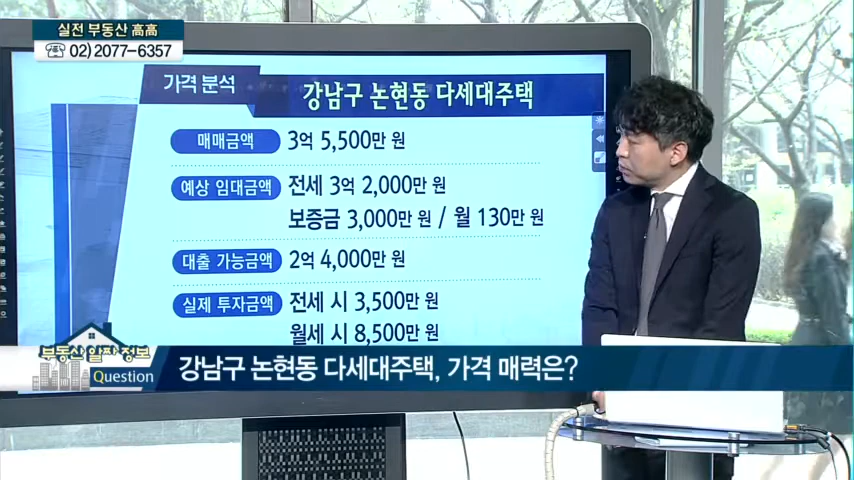 실전 부동산 高高
☎ 02) 2077-6357
가격 분석
강남구 논현동 다세대주택
매매금액 3억 5,500만 원
예상 임대금액 전세 3억 2,000만 원
보증금 3,000만 원 / 월 130만 원
대출 가능금액 2억 4,000만 원
실제 투자금액 전세 시 3,500만 원
월세 시 8,500만 원
부동산 알짜 정보
Question
강남구 논현동 다세대주택, 가격 매력은?